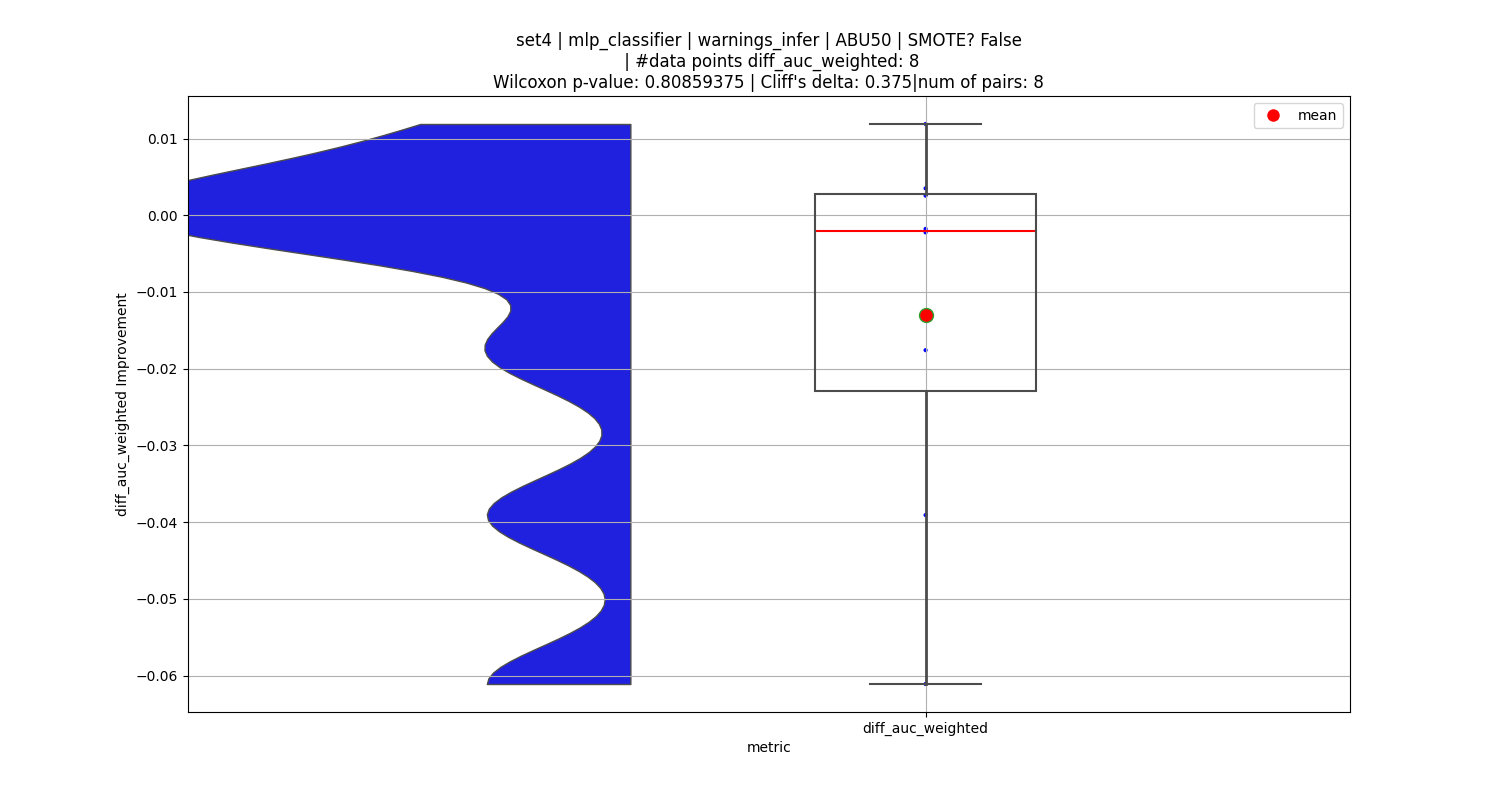 set4 | mlp_classifier | warnings_infer | ABU50 | SMOTE? False
| #data points diff_auc_weighted: 8
Wilcoxon p-value: 0.80859375 | Cliff's delta: 0.375|num of pairs: 8
mean
0.01
0.00
−0.01
−0.02
−0.03
−0.04
−0.05
−0.06
diff_auc_weighted Improvement
diff_auc_weighted
metric